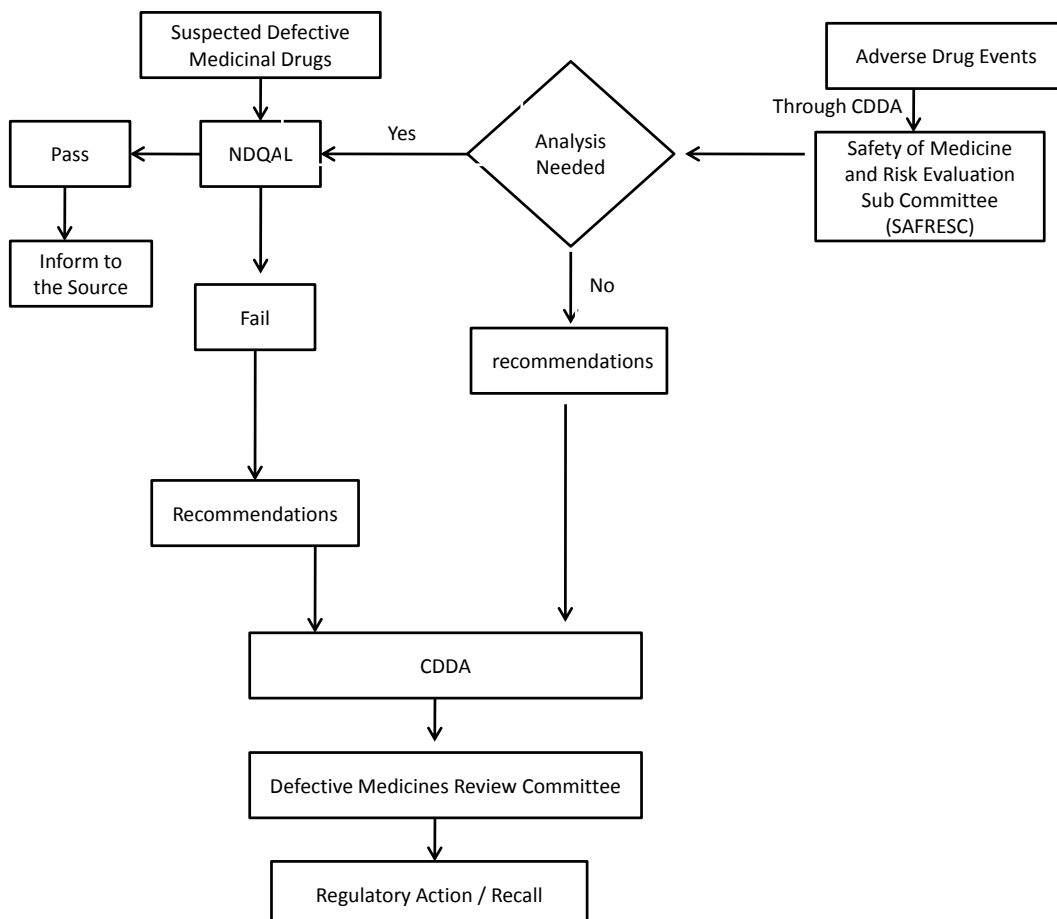 Suspected Defective
Medicinal Drugs
Adverse Drug Events
Through CDDA
Pass
NDQAL
Yes
Analysis
Needed
Safety of Medicine
and Risk Evaluation
Sub Committee
(SAFRESC)
Inform to
the Source
No
Fail
recommendations
Recommendations
CDDA
Defective Medicines Review Committee
Regulatory Action / Recall